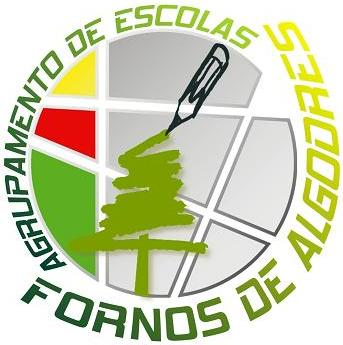 AGRUPAMENTO DE ESCOLAS
FORNOS DE ALGODRES